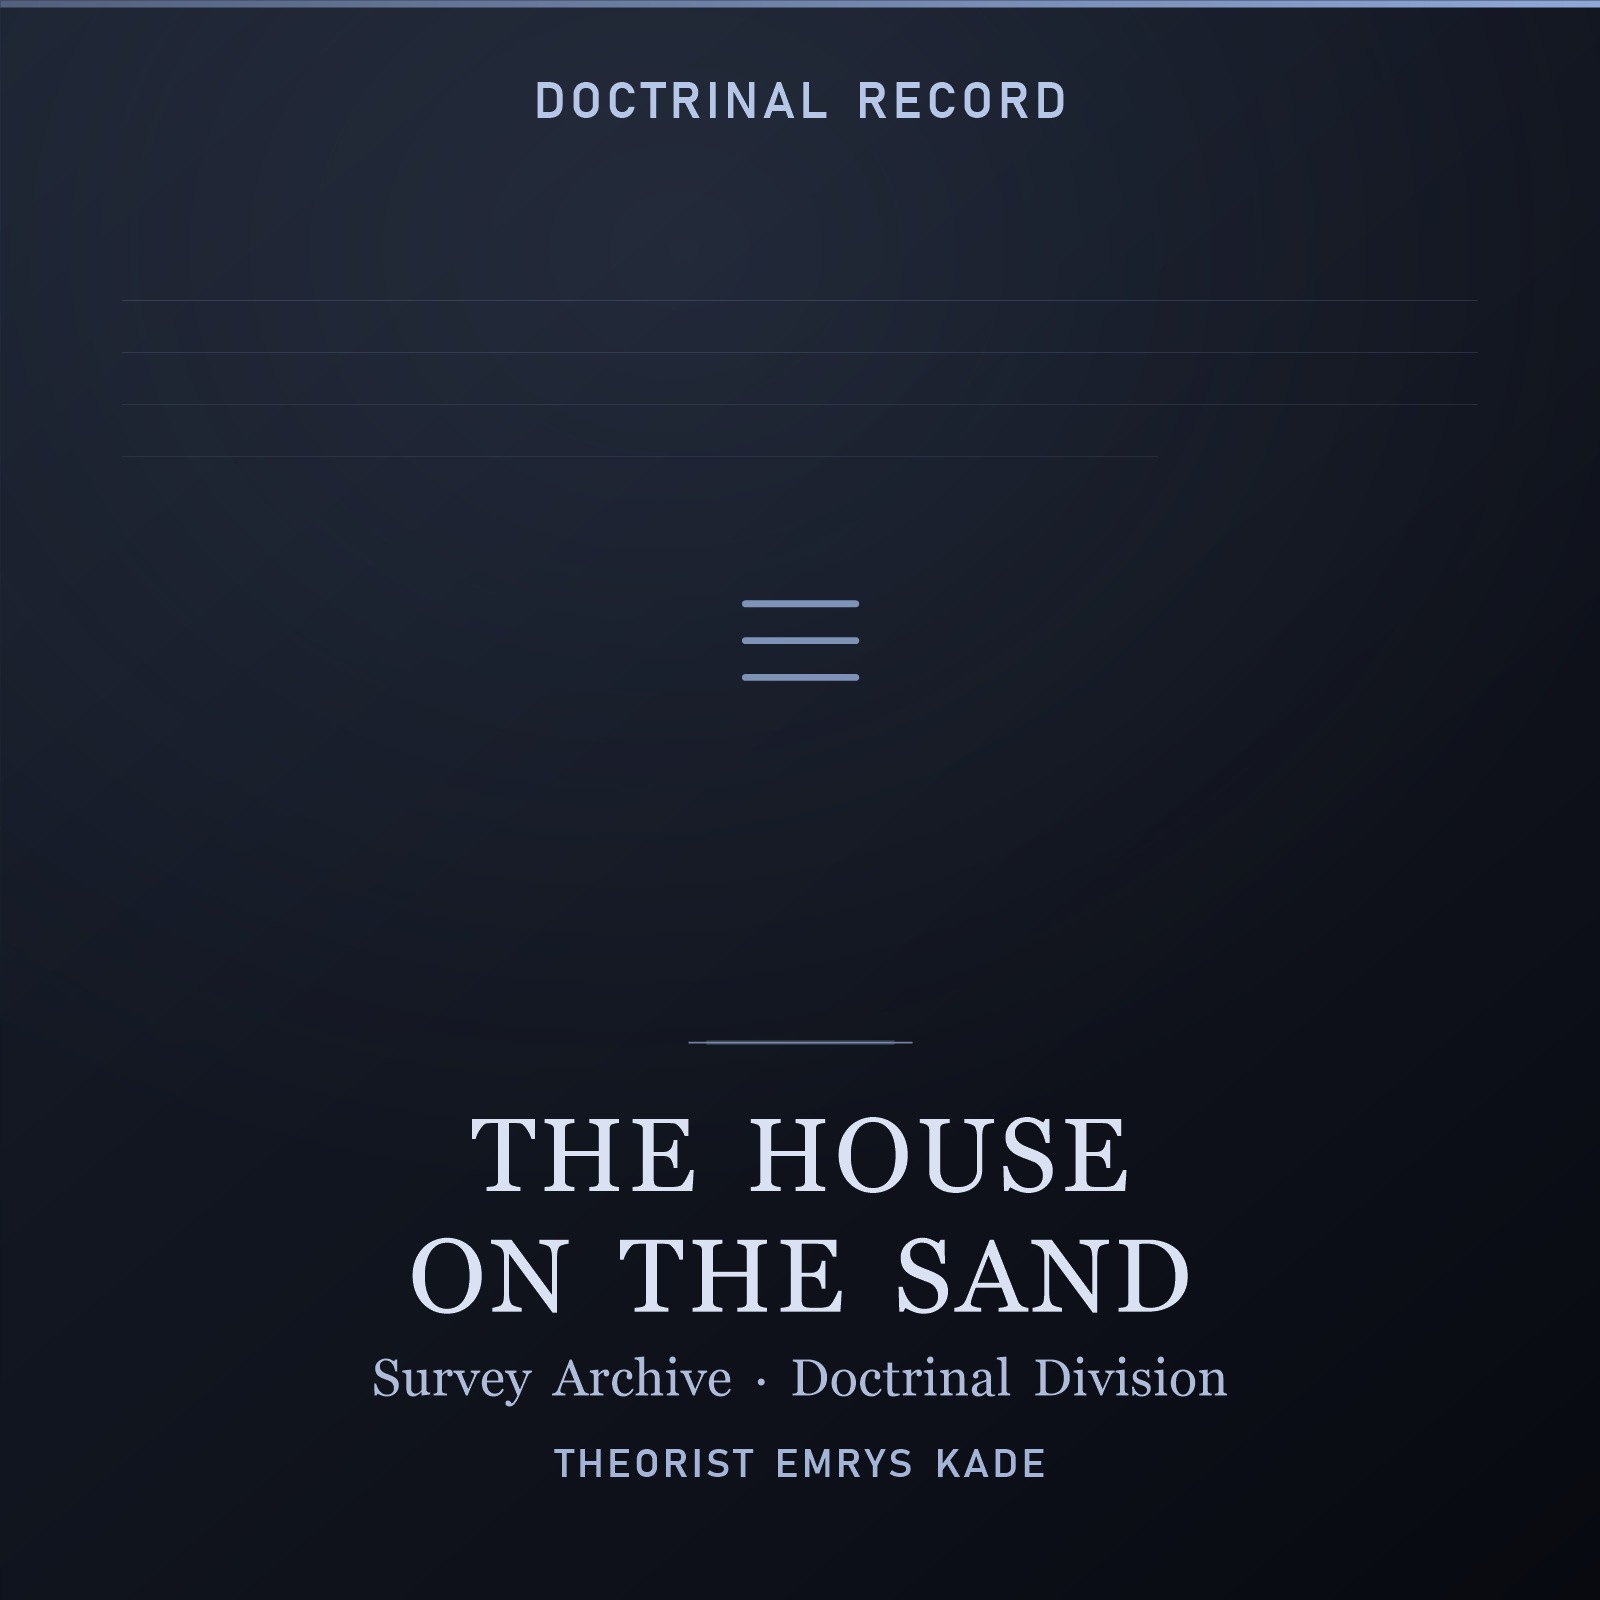 DOCTRINAL RECORD
THE HOUSE
ON THE SAND
Survey Archive · Doctrinal Division
THEORIST EMRYS KADE